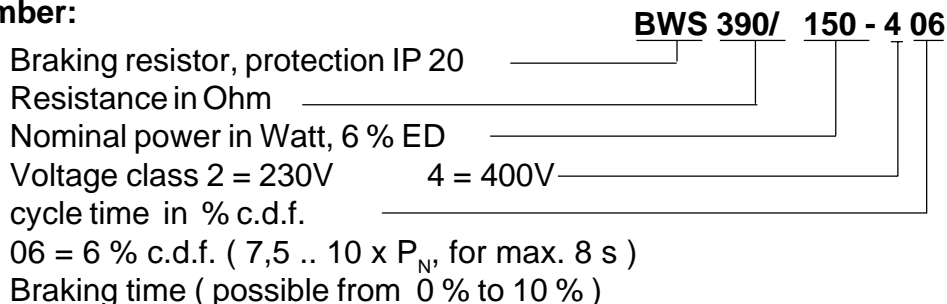 mber:
BWS 390/ 150 - 4 06
Braking resistor, protection IP 20
Resistance in Ohm
Nominal power in Watt, 6 % ED
Voltage class 2 = 230V 4 = 400V
cycle time in % c.d.f.
06 = 6 % c.d.f. ( 7,5 .. 10 x PN, for max. 8 s )
Braking time ( possible from 0 % to 10 % )